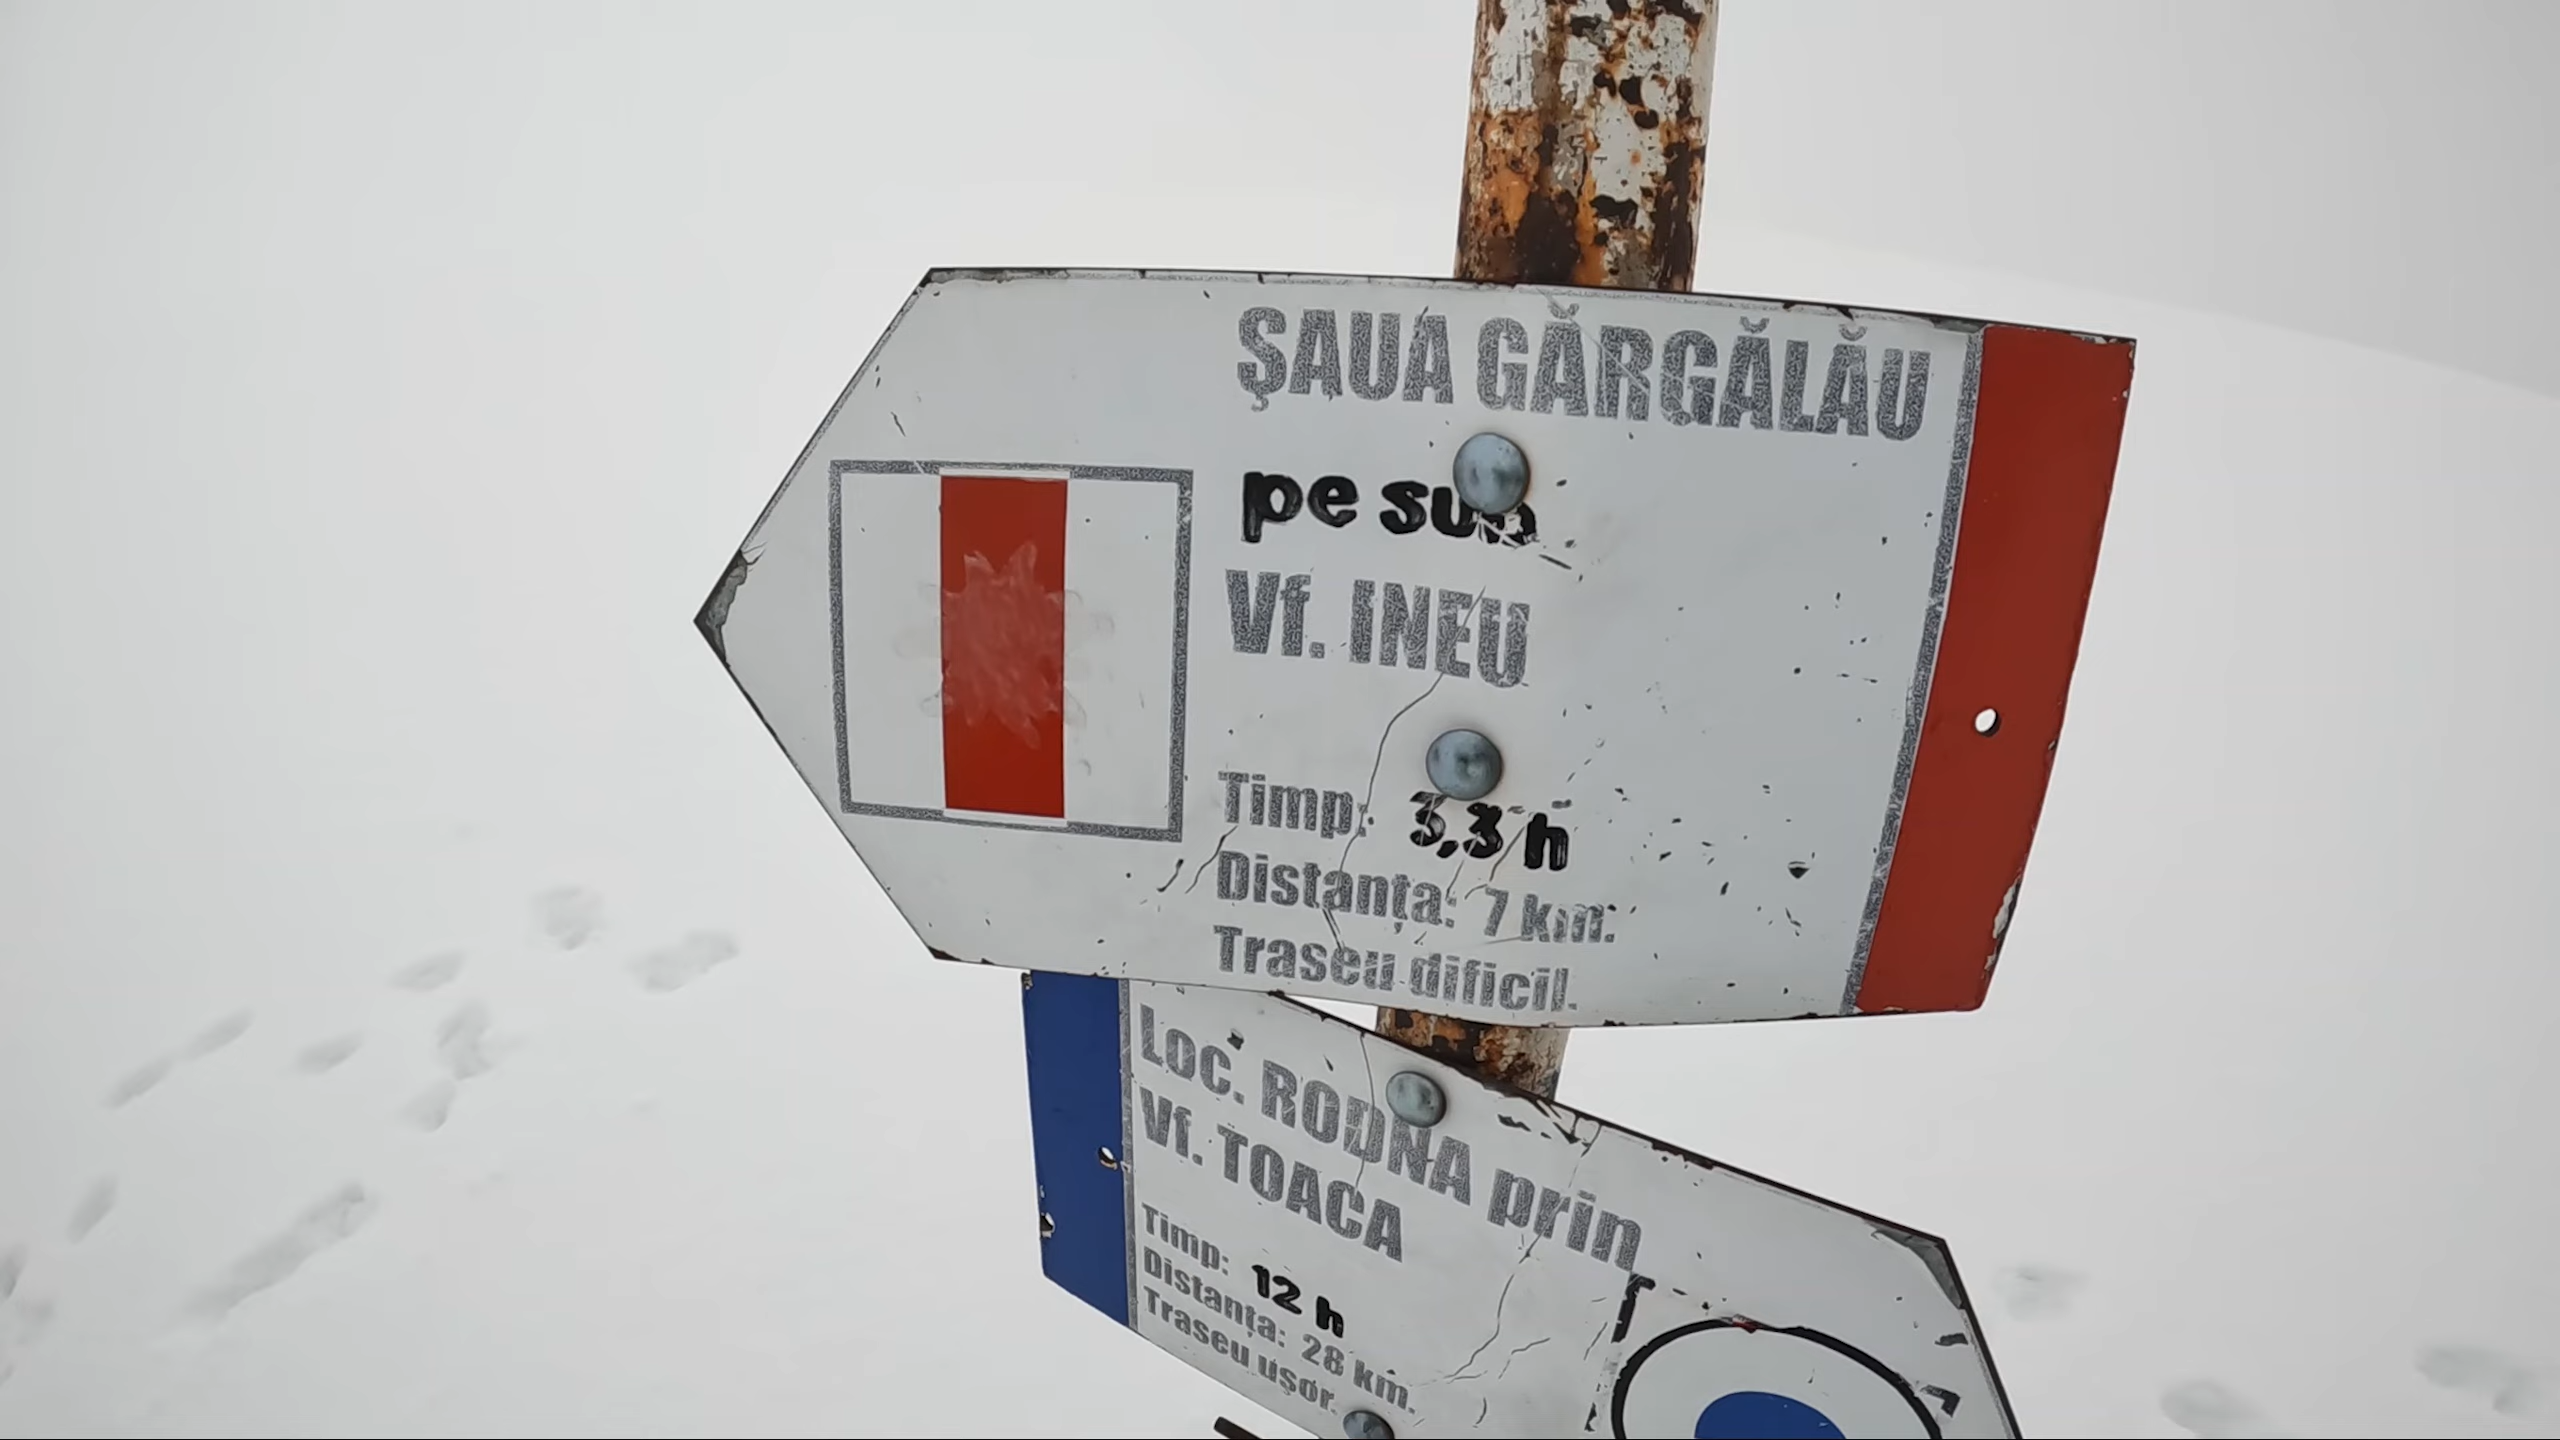 ŞAUA GĂRGĂLĂU
pe sub
Vf. INEU
Timp: 3,3 h
Distanța: 7 km.
Traseu dificil.
Loc. RODNA prin
Vf. TOACA
Timp: 12 h
Distanța: 28 km.
Traseu uşor.